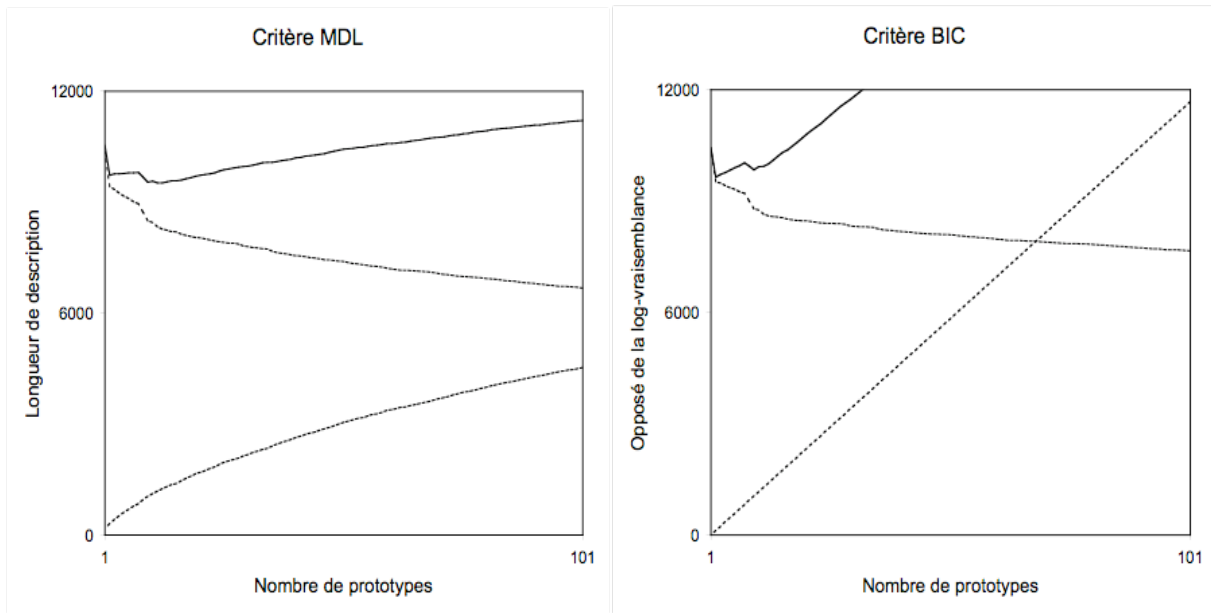 Critère MDL
12000
6000
0
1
101
Longueur de description
Nombre de prototypes
Critère BIC
12000
6000
0
1
101
Opposé de la log-vraisemblance
Nombre de prototypes